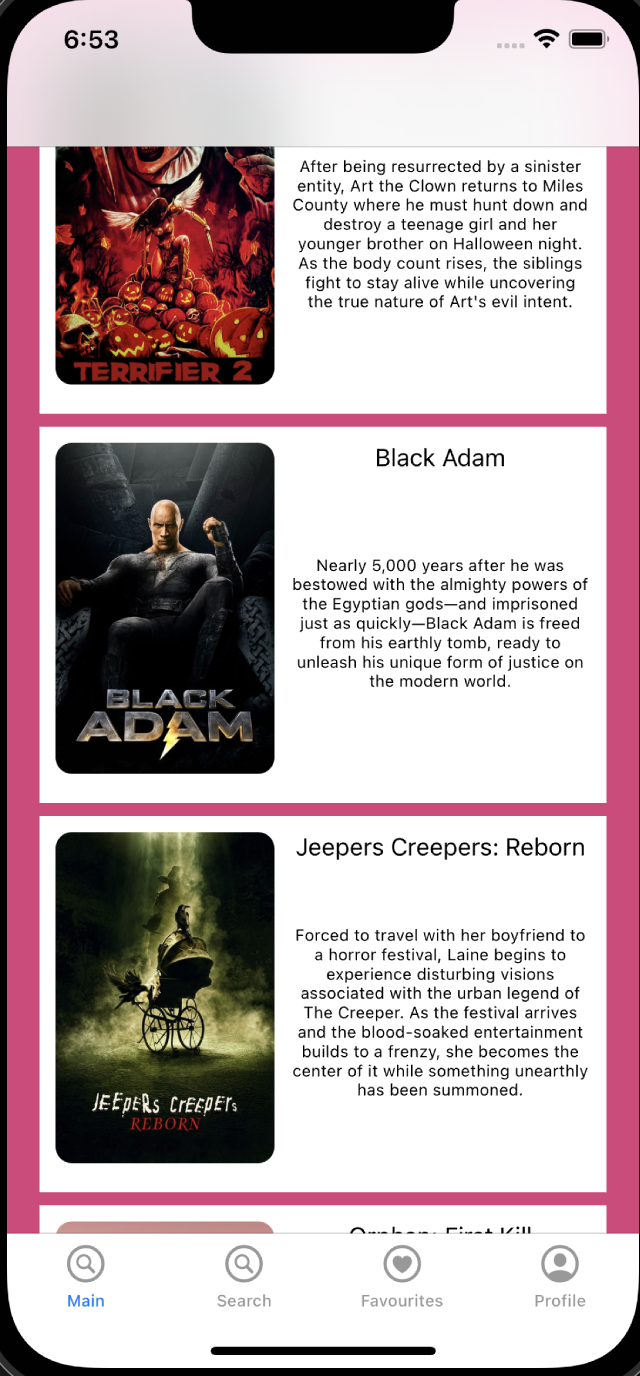 6:53
After being resurrected by a sinister
entity, Art the Clown returns to Miles
County where he must hunt down and
destroy a teenage girl and her
younger brother on Halloween night.
As the body count rises, the siblings
fight to stay alive while uncovering
the true nature of Art's evil intent.
TERRIFIER 2
Black Adam
Nearly 5,000 years after he was
bestowed with the almighty powers of
the Egyptian gods—and imprisoned
just as quickly—Black Adam is freed
from his earthly tomb, ready to
unleash his unique form of justice on
the modern world.
BLACK
ADAM
Jeepers Creepers: Reborn
Forced to travel with her boyfriend to
a horror festival, Laine begins to
experience disturbing visions
associated with the urban legend of
The Creeper. As the festival arrives
and the blood-soaked entertainment
builds to a frenzy, she becomes the
center of it while something unearthly
has been summoned.
JEEPERS CREEPERS
REBORN
Orphan: First Kill
Main
Search
Favourites
Profile